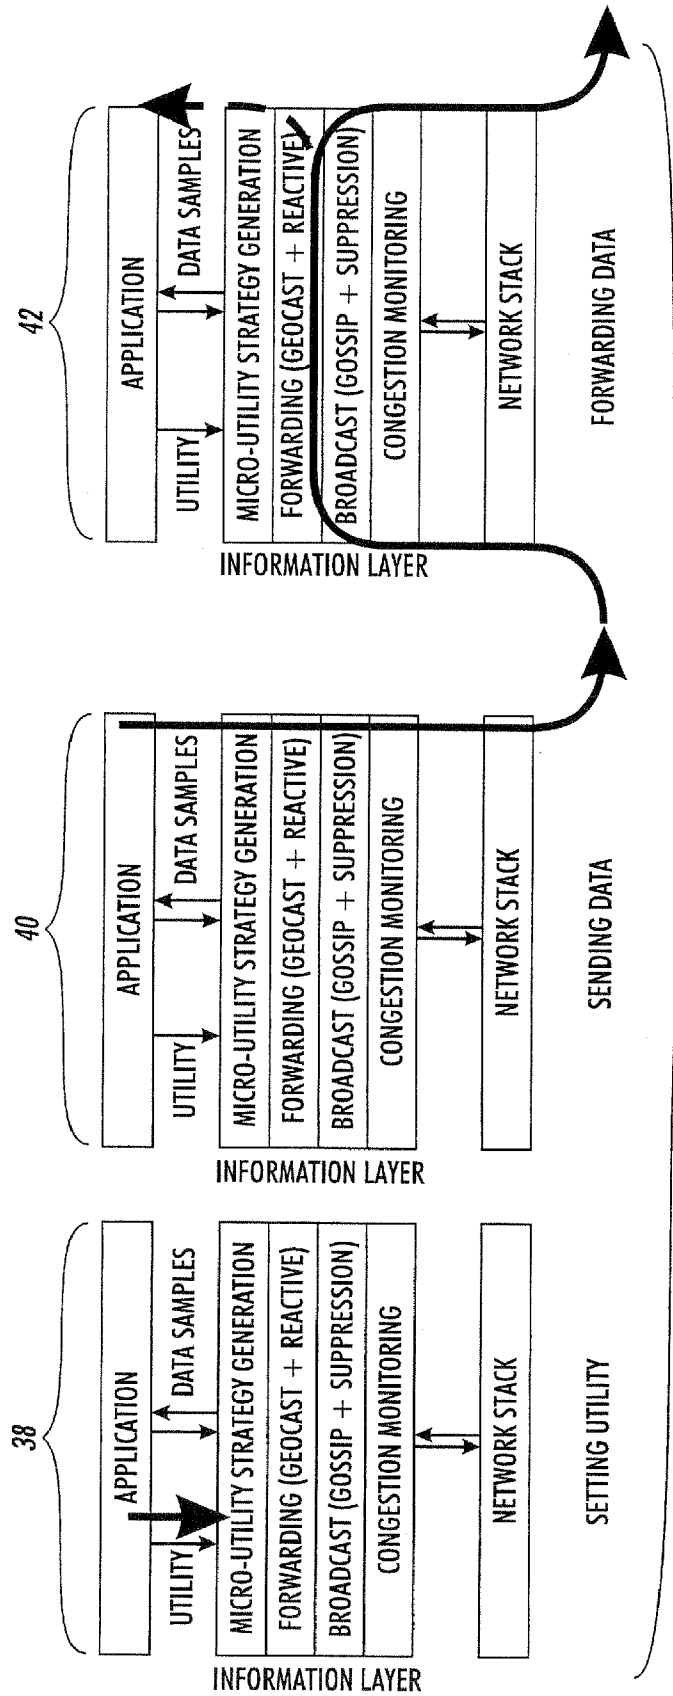 38
APPLICATION
UTILITY
DATA SAMPLES
MICRO-UTILITY STRATEGY GENERATION
FORWARDING (GEOCAST + REACTIVE)
BROADCAST (GOSSIP + SUPPRESSION)
CONGESTION MONITORING
INFORMATION LAYER
NETWORK STACK
SETTING UTILITY
40
APPLICATION
UTILITY
DATA SAMPLES
MICRO-UTILITY STRATEGY GENERATION
FORWARDING (GEOCAST + REACTIVE)
BROADCAST (GOSSIP + SUPPRESSION)
CONGESTION MONITORING
INFORMATION LAYER
NETWORK STACK
SENDING DATA
42
APPLICATION
UTILITY
DATA SAMPLES
MICRO-UTILITY STRATEGY GENERATION
FORWARDING (GEOCAST + REACTIVE)
BROADCAST (GOSSIP + SUPPRESSION)
CONGESTION MONITORING
INFORMATION LAYER
NETWORK STACK
FORWARDING DATA